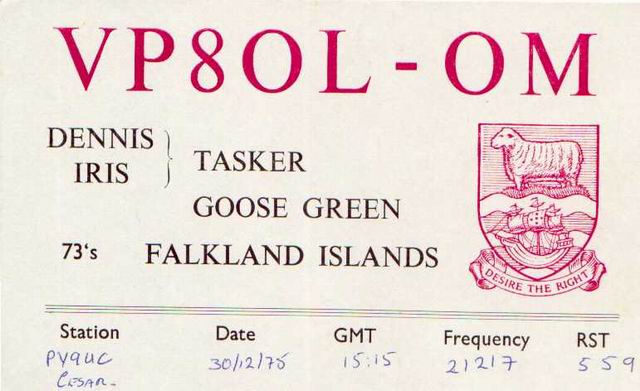 VP8OL - OM
DENNIS
IRIS
TASKER
GOOSE GREEN
73's FALKLAND ISLANDS
DESIRE THE RIGHT
Station Date GMT Frequency RST
PY9UC 30/12/75 15:15 21217 559
CESAR-